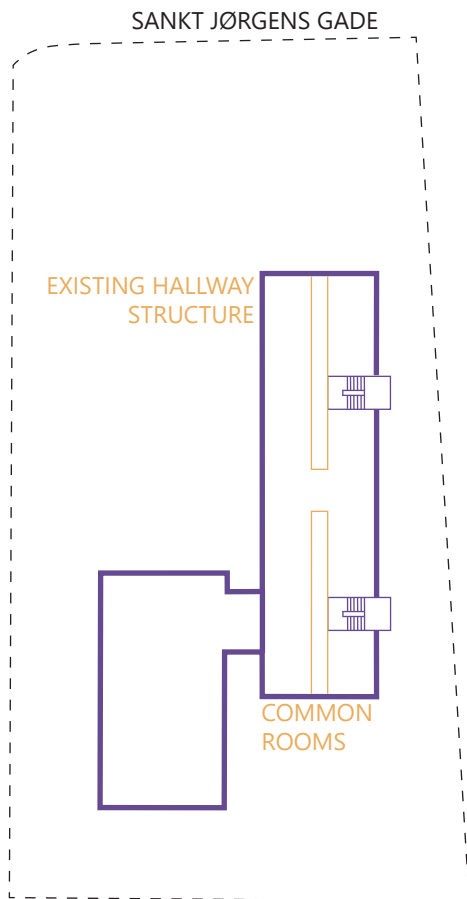 SANKT JØRGENS GADE
EXISTING HALLWAY
STRUCTURE
COMMON
ROOMS